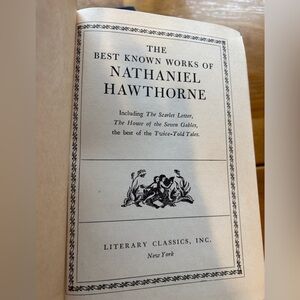 THE
BEST KNOWN WORKS OF
NATHANIEL
HAWTHORNE
Including The Scarlet Letter,
The House of the Seven Gables,
the best of the Twice-Told Tales.
LITERARY CLASSICS, INC.
New York